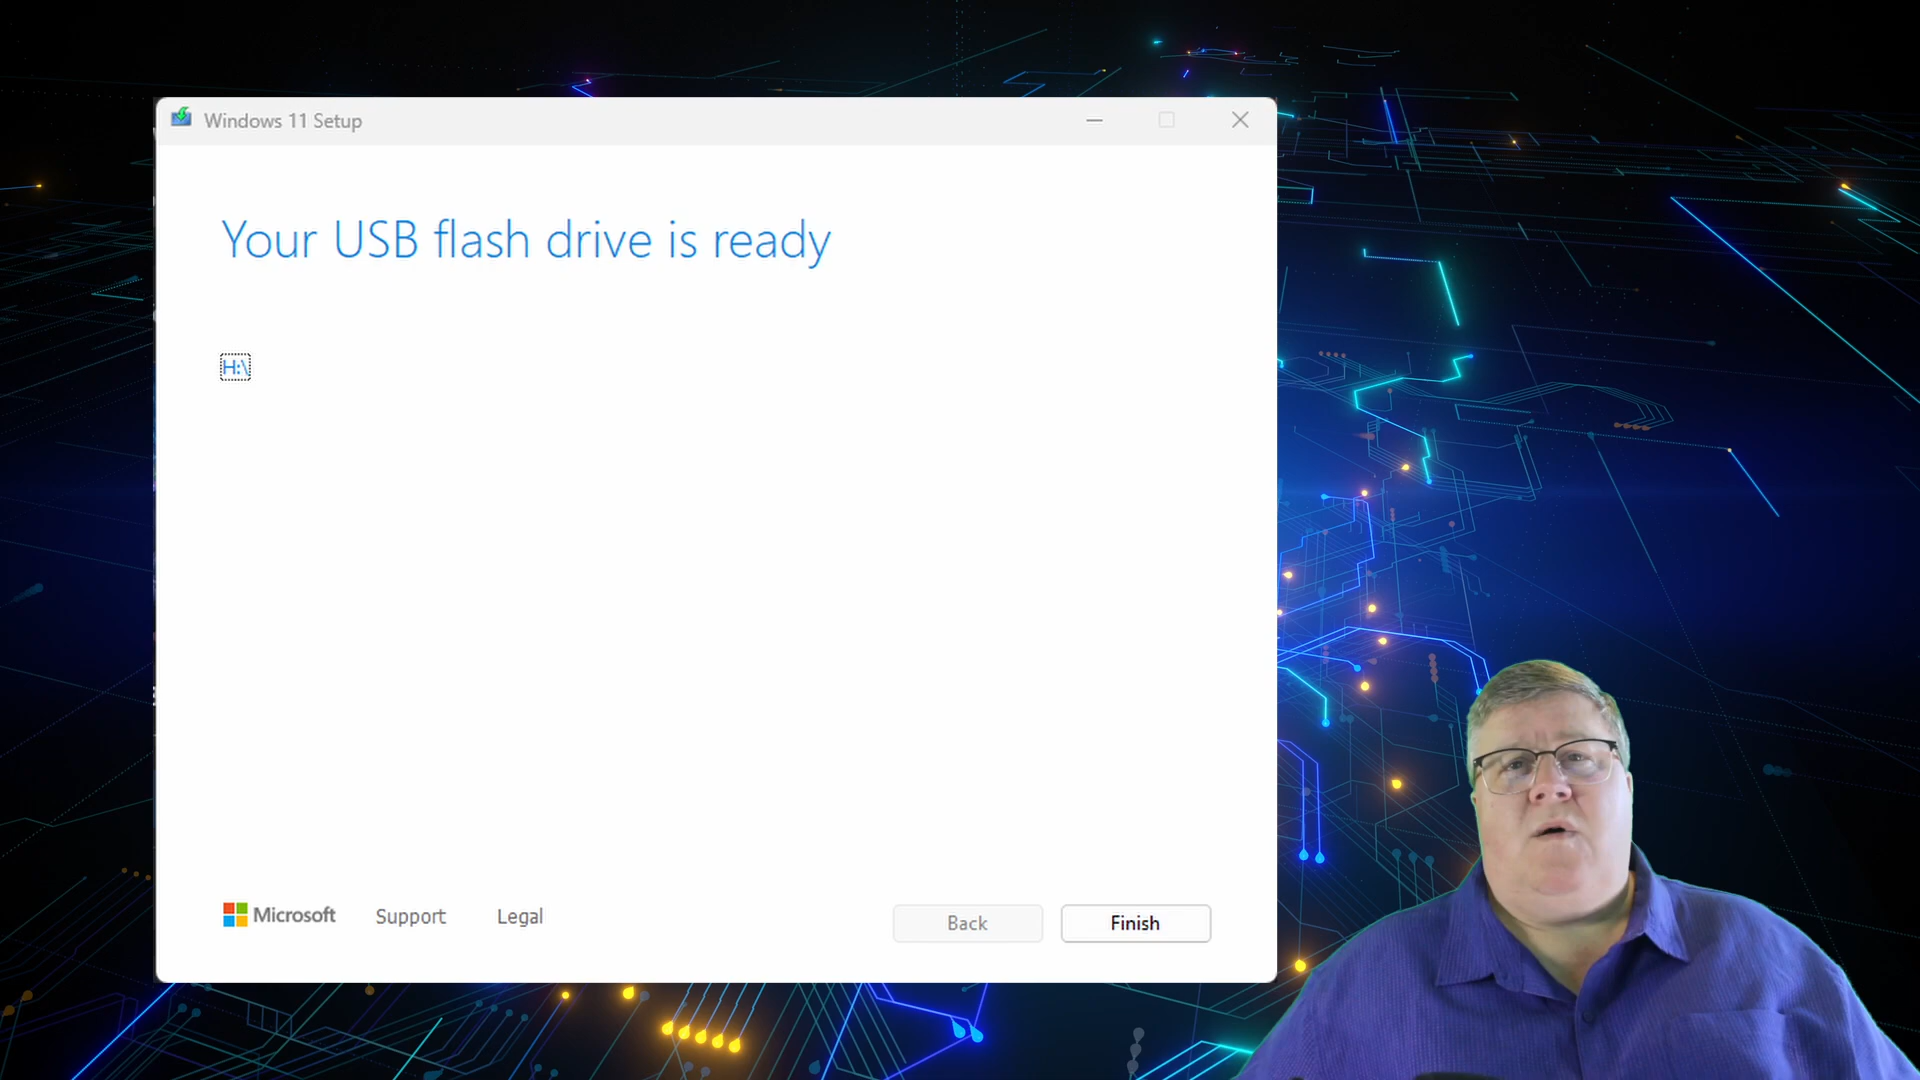 Windows 11 Setup
Your USB flash drive is ready
H:\
Microsoft
Support
Legal
Back
Finish